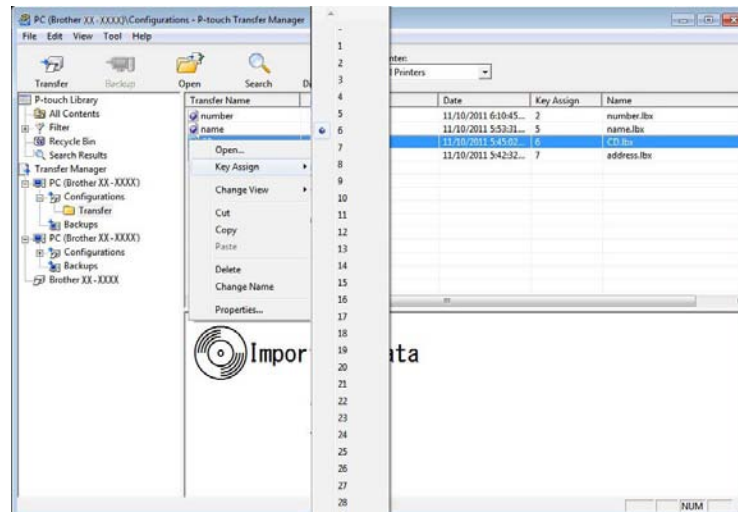 PC (Brother XX-XXXX)\Configurations - P-touch Transfer Manager
File Edit View Tool Help
Transfer
Backup
Open
Search
P-touch Library
All Contents
Filter
Recycle Bin
Search Results
Transfer Manager
PC (Brother XX-XXXX)
Configurations
Transfer
Backups
PC (Brother XX-XXXX)
Configurations
Backups
Brother XX-XXXX
Transfer Name Date Key Assign Name
number 11/10/2011 6:10:45... 2 number.lbx
name 11/10/2011 5:53:31... 5 name.lbx
11/10/2011 5:45:02... 6 CD.lbx
11/10/2011 5:42:32... 7 address.lbx
Open...
Key Assign
Change View
Cut
Copy
Paste
Delete
Change Name
Properties...
-
1
2
3
4
5
6
7
8
9
10
11
12
13
14
15
16
17
18
19
20
21
22
23
24
25
26
27
28
Printers
Impor
ata
NUM